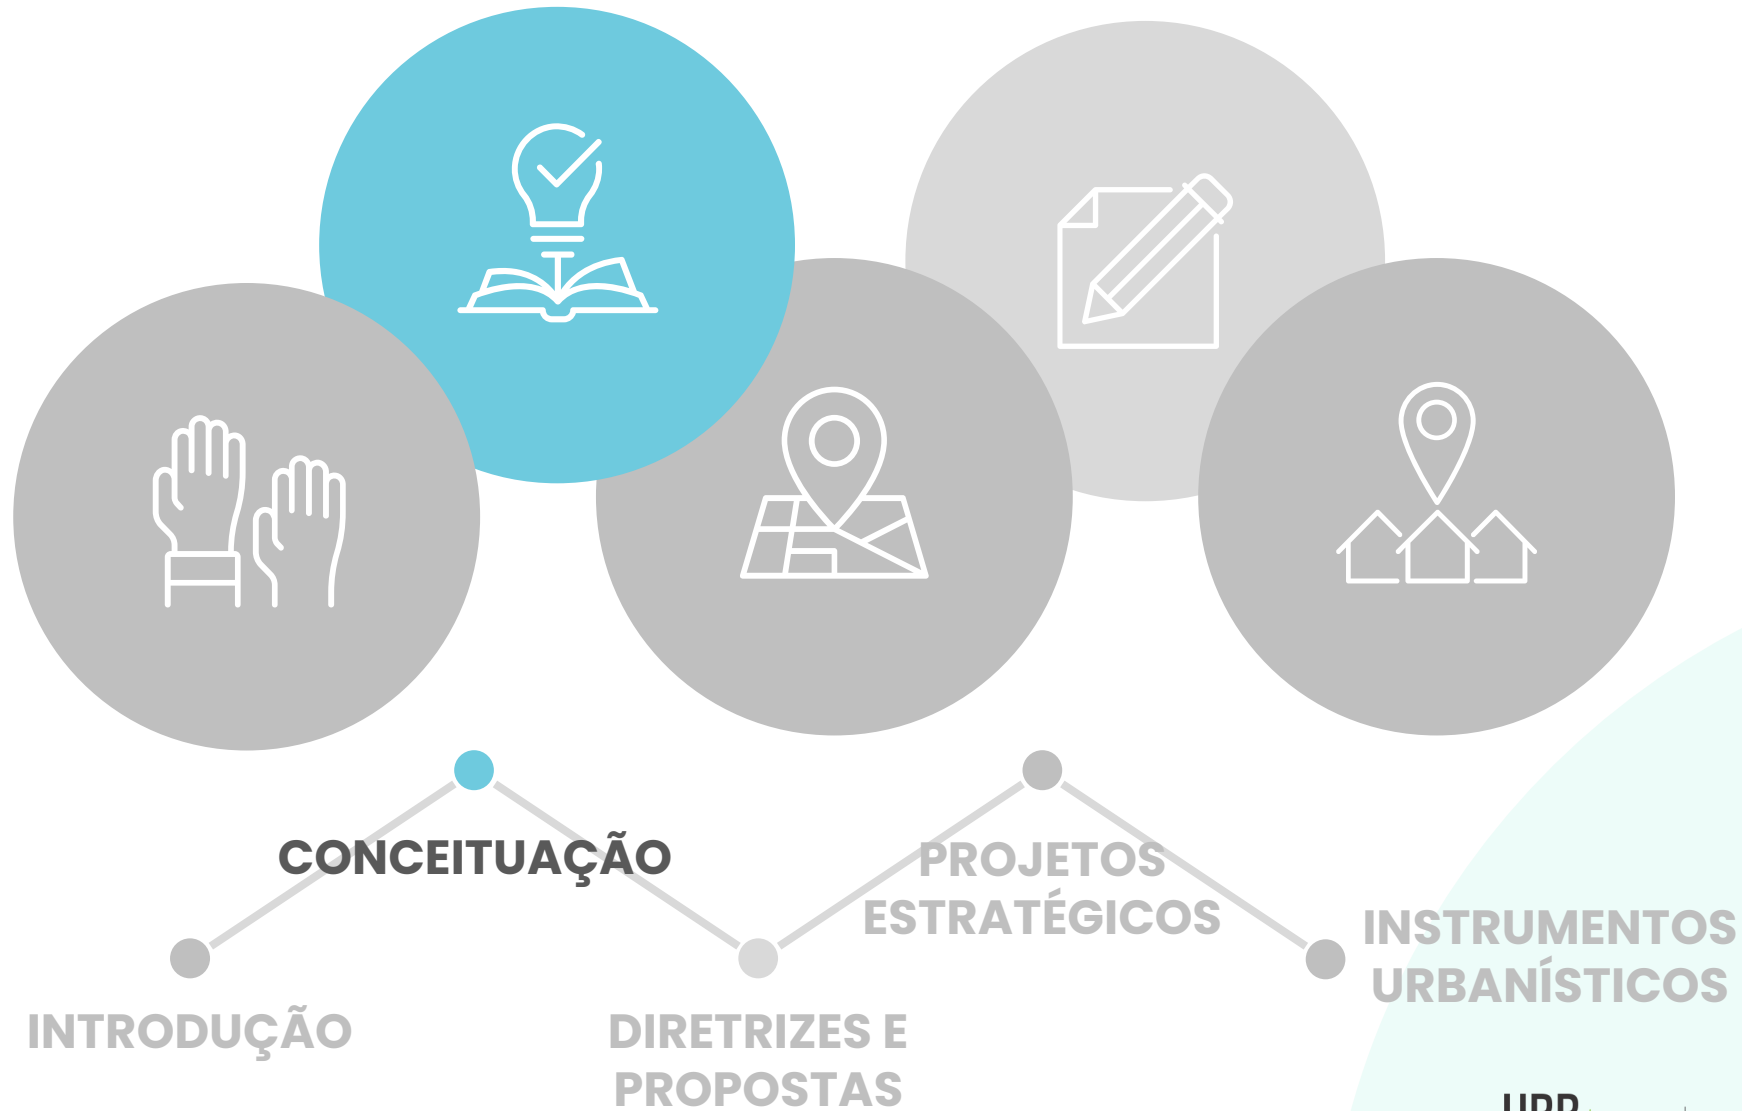 CONCEITUAÇÃO
PROJETOS
ESTRATÉGICOS
INSTRUMENTOS
URBANÍSTICOS
INTRODUÇÃO
DIRETRIZES E
PROPOSTAS